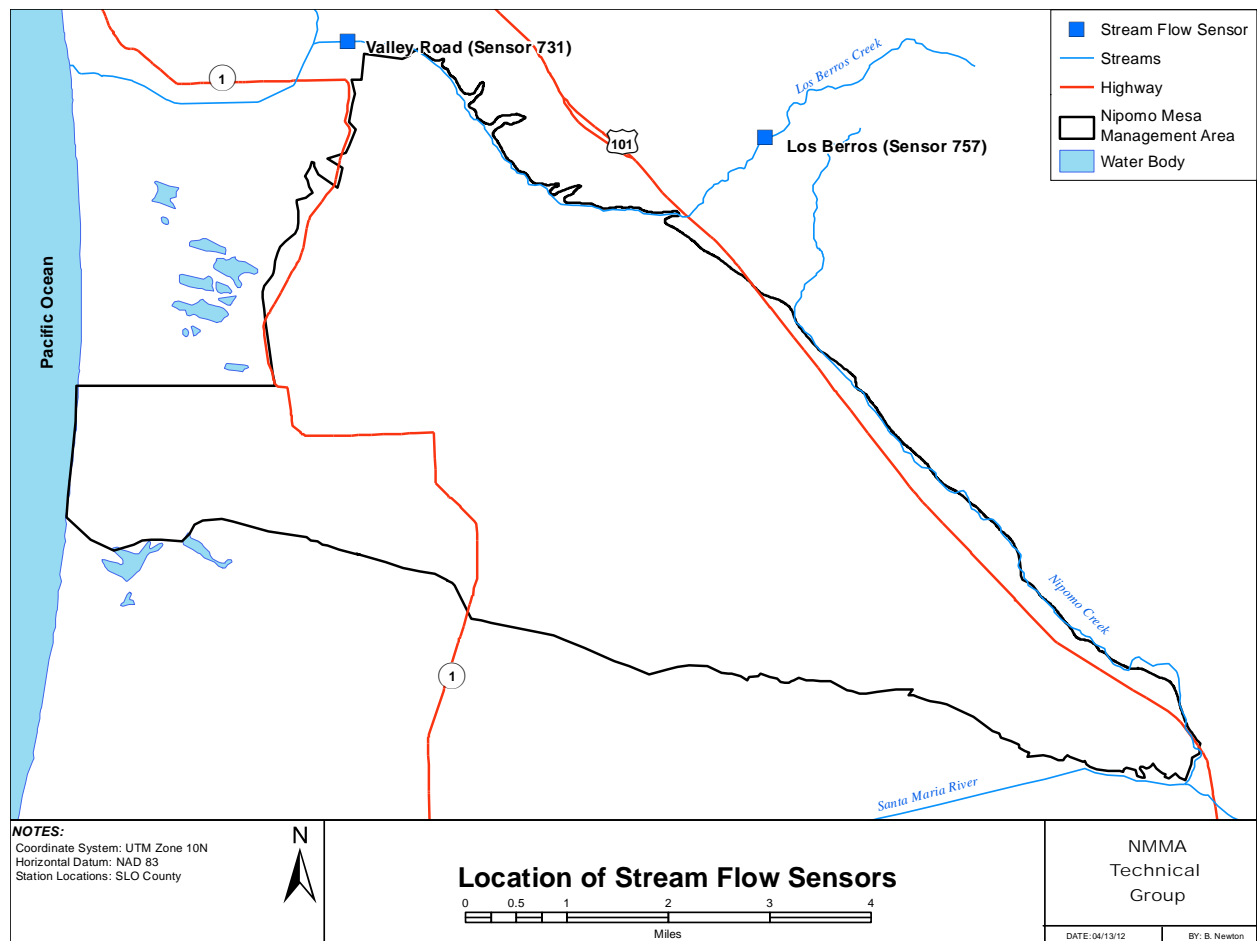 Valley Road (Sensor 731)
1
101
Los Berros Creek
Los Berros (Sensor 757)
Stream Flow Sensor
Streams
Highway
Nipomo Mesa
Management Area
Water Body
Pacific Ocean
Nipomo Creek
1
Santa Maria River
NOTES:
Coordinate System: UTM Zone 10N
Horizontal Datum: NAD 83
Station Locations: SLO County
N
Location of Stream Flow Sensors
0 0.5 1 2 3 4
Miles
NMMA
Technical
Group
DATE:04/13/12 BY: B. Newton